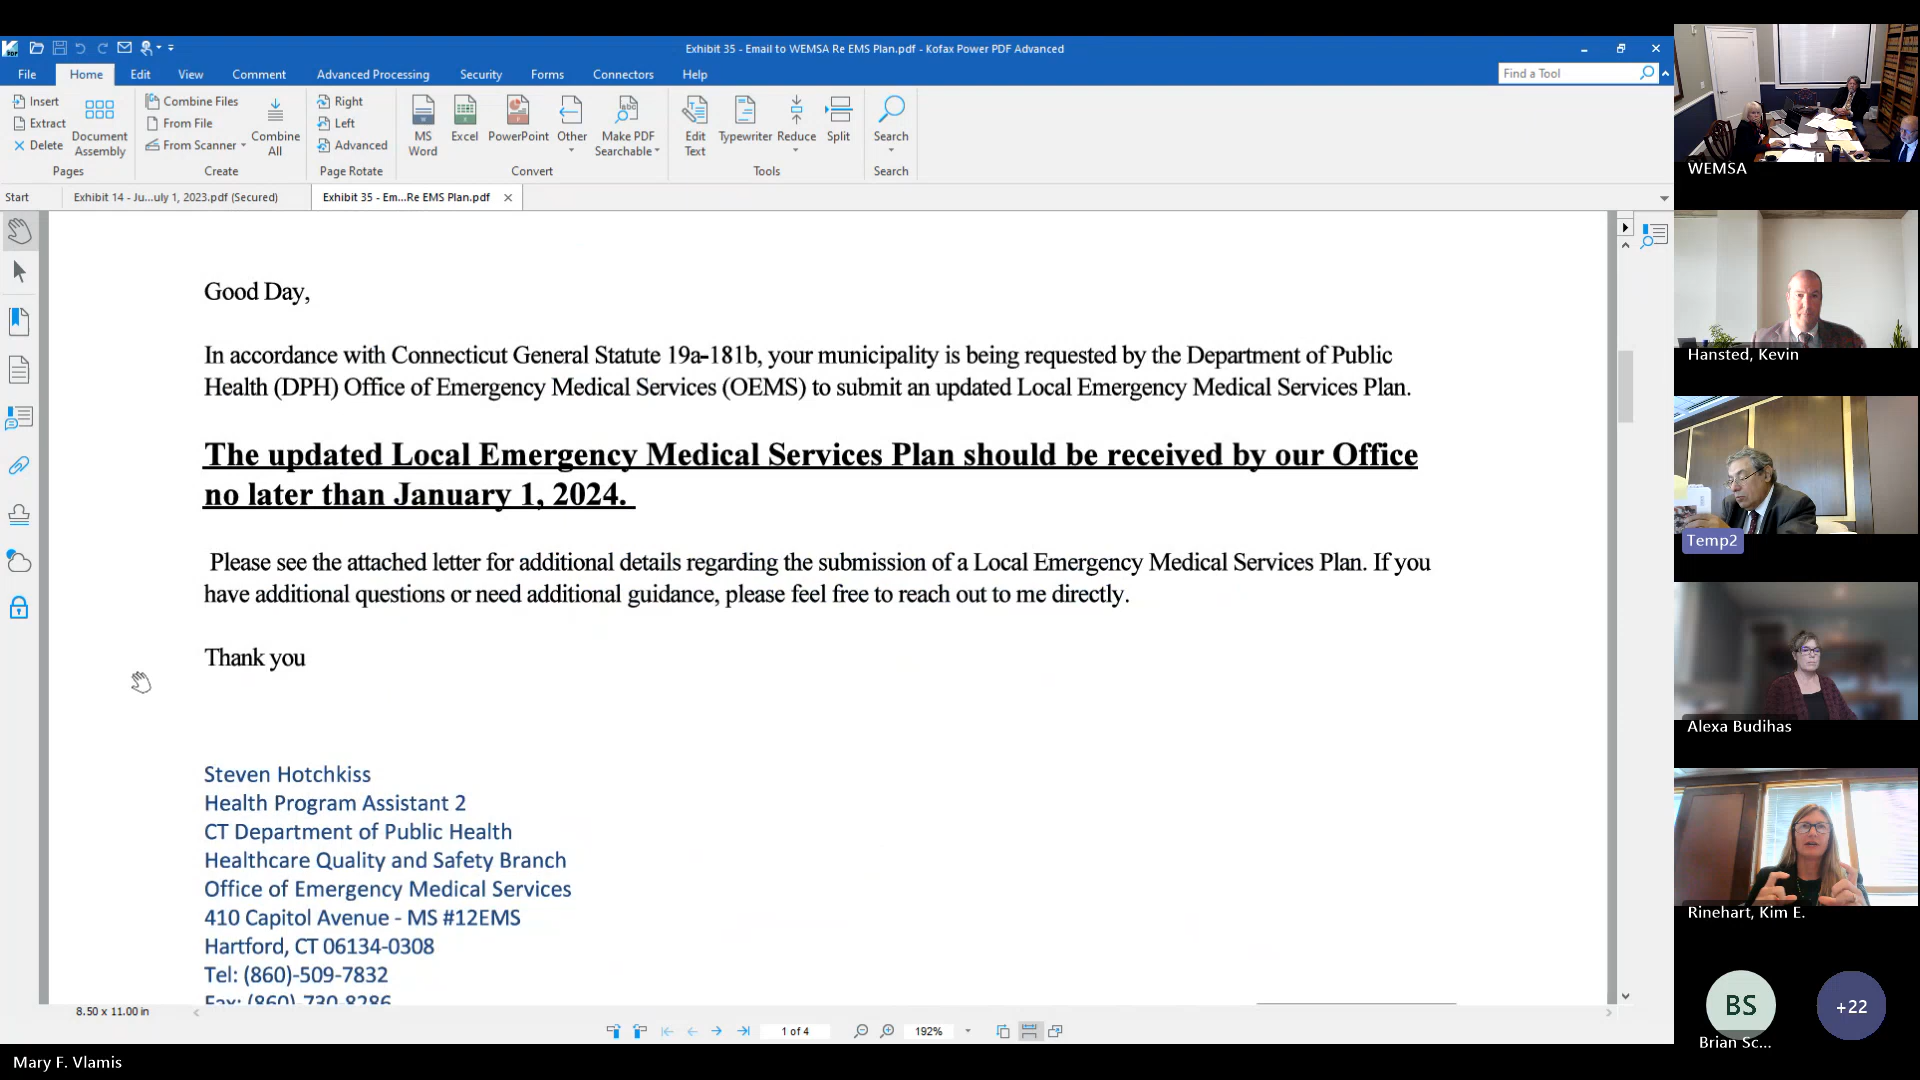 Exhibit 35 - Email to WEMSA Re EMS Plan.pdf - Kofax Power PDF Advanced
File Home Edit View Comment Advanced Processing Security Forms Connectors Help
Find a Tool
Insert
Extract
Delete
Document Assembly
Pages
Combine Files
From File
From Scanner
Combine All
Create
Right
Left
Advanced
Page Rotate
MS Word
Excel
PowerPoint
Other
Make PDF Searchable
Convert
Edit Text
Typewriter
Reduce
Split
Tools
Search
Search
Start
Exhibit 14 - Ju...uly 1, 2023.pdf (Secured)
Exhibit 35 - Em...Re EMS Plan.pdf
Good Day,
In accordance with Connecticut General Statute 19a-181b, your municipality is being requested by the Department of Public
Health (DPH) Office of Emergency Medical Services (OEMS) to submit an updated Local Emergency Medical Services Plan.
The updated Local Emergency Medical Services Plan should be received by our Office
no later than January 1, 2024.
Please see the attached letter for additional details regarding the submission of a Local Emergency Medical Services Plan. If you
have additional questions or need additional guidance, please feel free to reach out to me directly.
Thank you
Steven Hotchkiss
Health Program Assistant 2
CT Department of Public Health
Healthcare Quality and Safety Branch
Office of Emergency Medical Services
410 Capitol Avenue - MS #12EMS
Hartford, CT 06134-0308
Tel: (860)-509-7832
Fax: (860)-730-8286
8.50 x 11.00 in
1 of 4
192%
Mary F. Vlamis
WEMSA
Hansted, Kevin
Temp2
Alexa Budihas
Rinehart, Kim E.
BS
+22
Brian Sc...